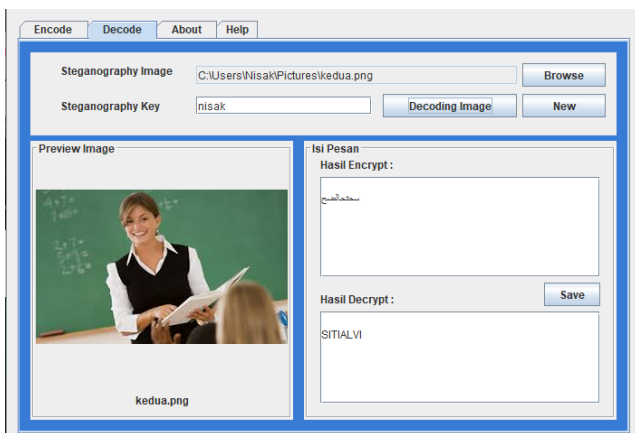 Encode Decode About Help
Steganography Image C:\Users\Nisak\Pictures\kedua.png Browse
Steganography Key nisak Decoding Image New
Preview Image
kedua.png
Isi Pesan
Hasil Encrypt :
Hasil Decrypt : Save
SITIALVI